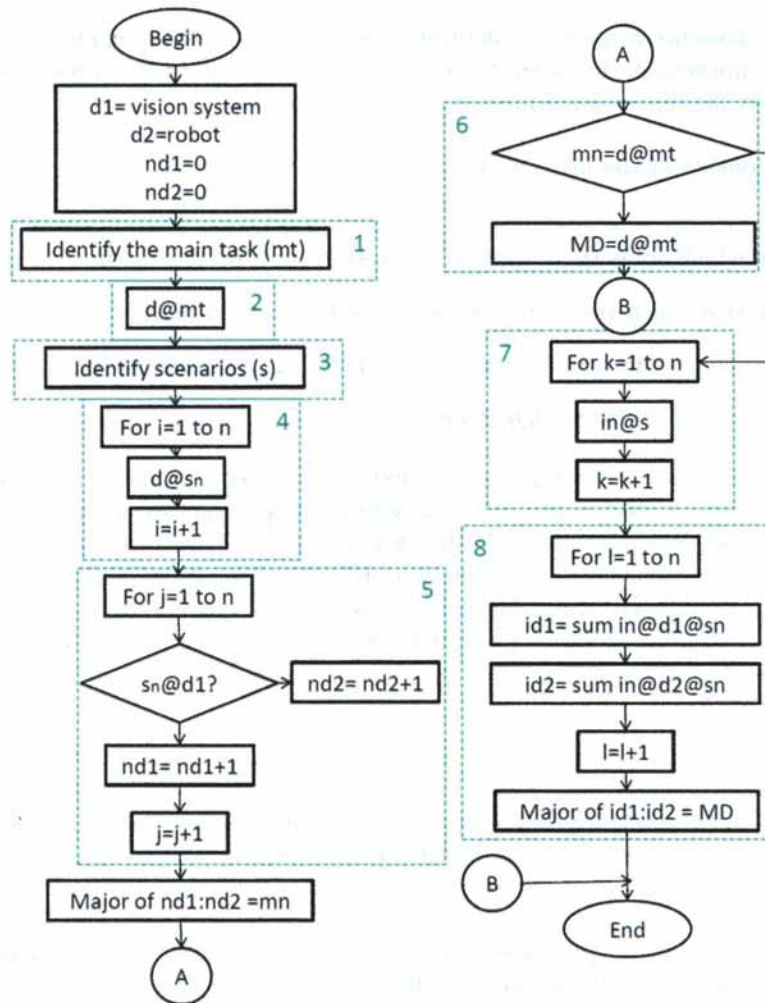 Begin
d1= vision system
d2=robot
nd1=0
nd2=0
Identify the main task (mt)
1
d@mt
2
Identify scenarios (s)
3
For i=1 to n
4
d@sn
i=i+1
For j=1 to n
5
sn@d1?
nd2= nd2+1
nd1= nd1+1
j=j+1
Major of nd1:nd2 =mn
A
A
6
mn=d@mt
MD=d@mt
B
7
For k=1 to n
in@s
k=k+1
8
For l=1 to n
id1= sum in@d1@sn
id2= sum in@d2@sn
l=l+1
Major of id1:id2 = MD
B
End